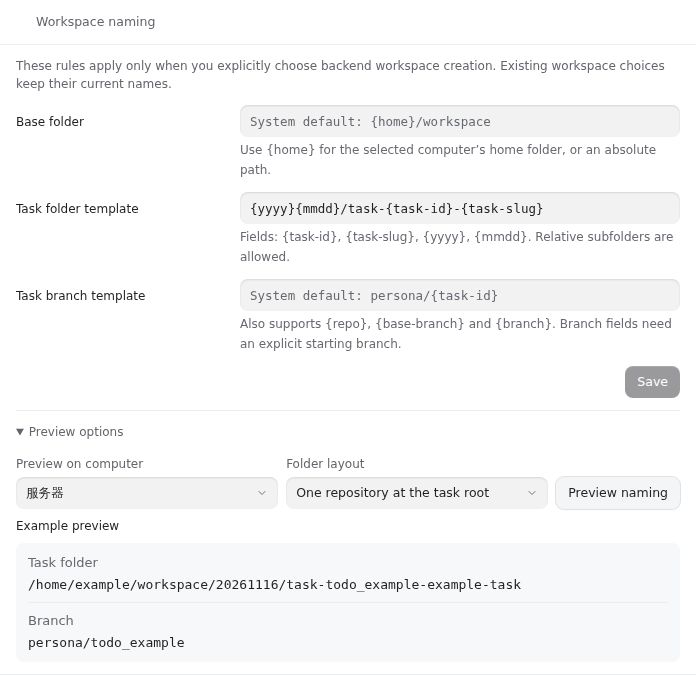 Workspace naming
These rules apply only when you explicitly choose backend workspace creation. Existing workspace choices
keep their current names.
Base folder
System default: {home}/workspace
Use {home} for the selected computer’s home folder, or an absolute
path.
Task folder template
{yyyy}{mmdd}/task-{task-id}-{task-slug}
Fields: {task-id}, {task-slug}, {yyyy}, {mmdd}. Relative subfolders are
allowed.
Task branch template
System default: persona/{task-id}
Also supports {repo}, {base-branch} and {branch}. Branch fields need
an explicit starting branch.
Save
Preview options
Preview on computer
Folder layout
服务器
One repository at the task root
Preview naming
Example preview
Task folder
/home/example/workspace/20261116/task-todo_example-example-task
Branch
persona/todo_example